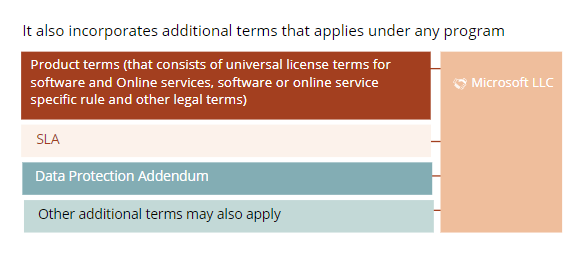 It also incorporates additional terms that applies under any program
Product terms (that consists of universal license terms for
software and Online services, software or online service
specific rule and other legal terms)
Microsoft LLC
SLA
Data Protection Addendum
Other additional terms may also apply